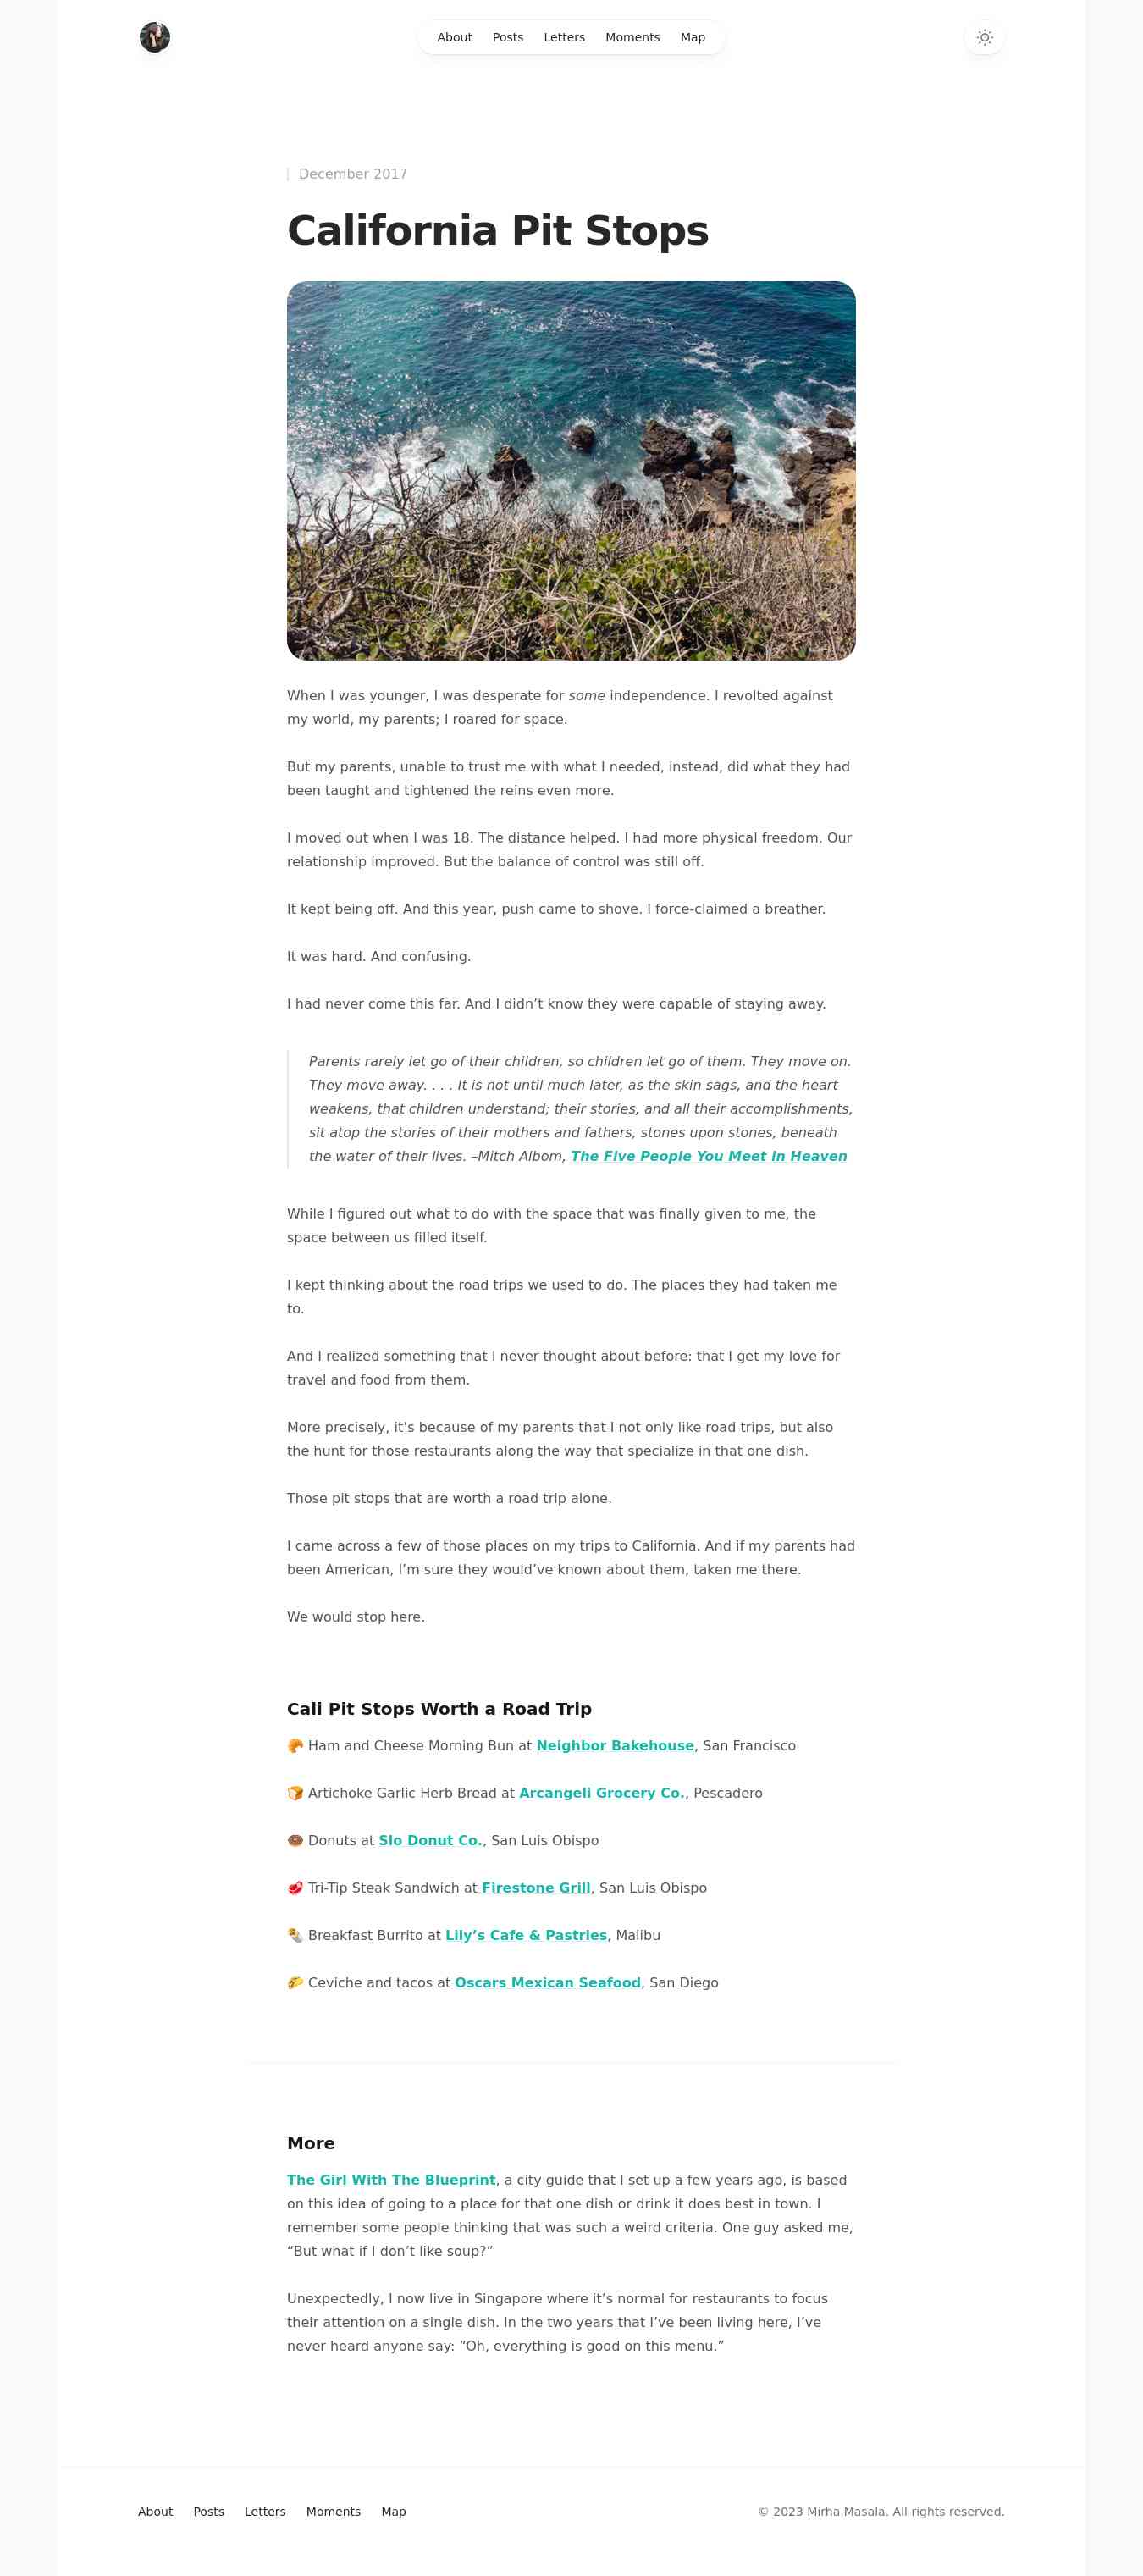 About Posts Letters Moments Map
December 2017
California Pit Stops
When I was younger, I was desperate for some independence. I revolted against
my world, my parents; I roared for space.
But my parents, unable to trust me with what I needed, instead, did what they had
been taught and tightened the reins even more.
I moved out when I was 18. The distance helped. I had more physical freedom. Our
relationship improved. But the balance of control was still off.
It kept being off. And this year, push came to shove. I force-claimed a breather.
It was hard. And confusing.
I had never come this far. And I didn’t know they were capable of staying away.
Parents rarely let go of their children, so children let go of them. They move on.
They move away. . . . It is not until much later, as the skin sags, and the heart
weakens, that children understand; their stories, and all their accomplishments,
sit atop the stories of their mothers and fathers, stones upon stones, beneath
the water of their lives. –Mitch Albom, The Five People You Meet in Heaven
While I figured out what to do with the space that was finally given to me, the
space between us filled itself.
I kept thinking about the road trips we used to do. The places they had taken me
to.
And I realized something that I never thought about before: that I get my love for
travel and food from them.
More precisely, it’s because of my parents that I not only like road trips, but also
the hunt for those restaurants along the way that specialize in that one dish.
Those pit stops that are worth a road trip alone.
I came across a few of those places on my trips to California. And if my parents had
been American, I’m sure they would’ve known about them, taken me there.
We would stop here.
Cali Pit Stops Worth a Road Trip
🥐 Ham and Cheese Morning Bun at Neighbor Bakehouse, San Francisco
🍞 Artichoke Garlic Herb Bread at Arcangeli Grocery Co., Pescadero
🍩 Donuts at Slo Donut Co., San Luis Obispo
🥩 Tri-Tip Steak Sandwich at Firestone Grill, San Luis Obispo
🌯 Breakfast Burrito at Lily’s Cafe & Pastries, Malibu
🌮 Ceviche and tacos at Oscars Mexican Seafood, San Diego
More
The Girl With The Blueprint, a city guide that I set up a few years ago, is based
on this idea of going to a place for that one dish or drink it does best in town. I
remember some people thinking that was such a weird criteria. One guy asked me,
“But what if I don’t like soup?”
Unexpectedly, I now live in Singapore where it’s normal for restaurants to focus
their attention on a single dish. In the two years that I’ve been living here, I’ve
never heard anyone say: “Oh, everything is good on this menu.”
About Posts Letters Moments Map
© 2023 Mirha Masala. All rights reserved.